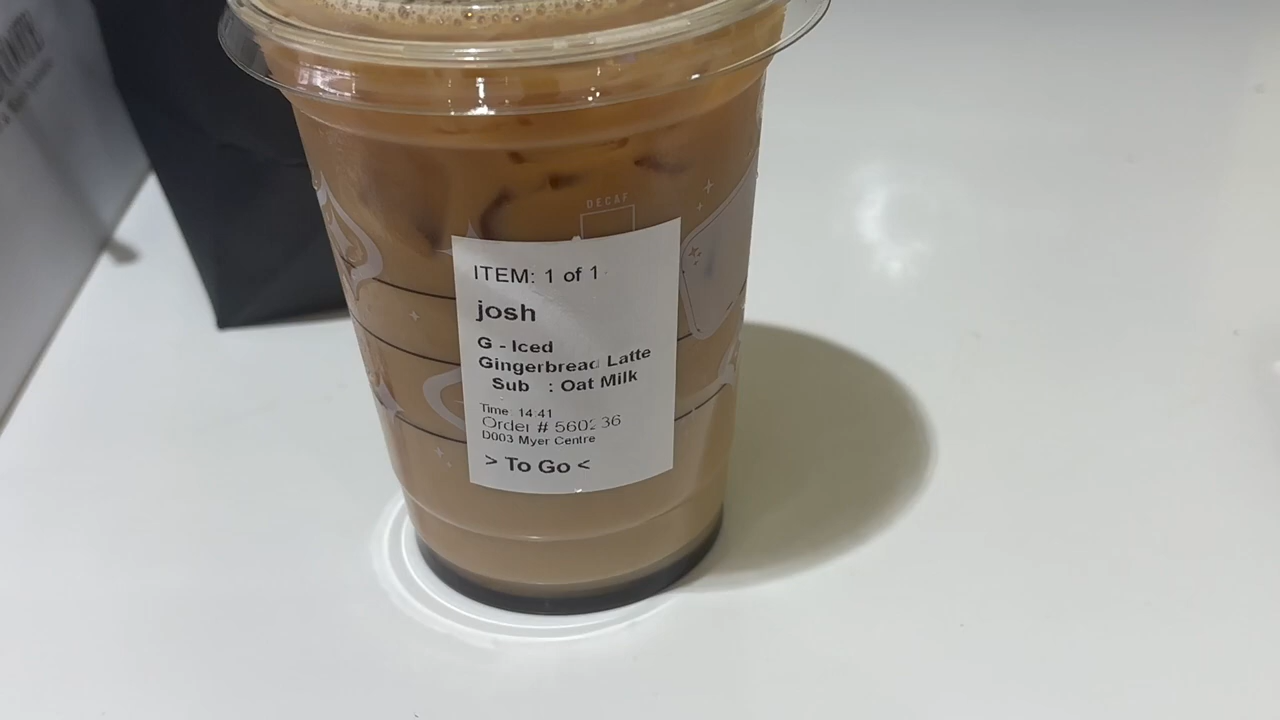 DECAF
ITEM: 1 of 1
josh
G - Iced
Gingerbread Latte
Sub : Oat Milk
Time: 14:41
Order #
D003 Myer Centre
> To Go <